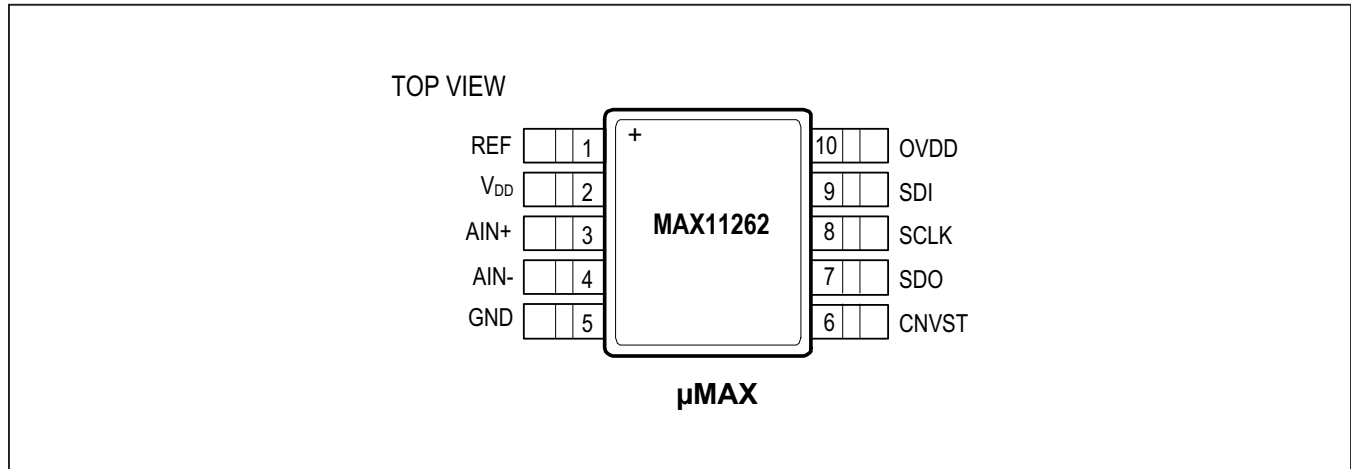 TOP VIEW
REF 1 + 10 OVDD
VDD 2 9 SDI
AIN+ 3 MAX11262 8 SCLK
AIN- 4 7 SDO
GND 5 6 CNVST
µMAX